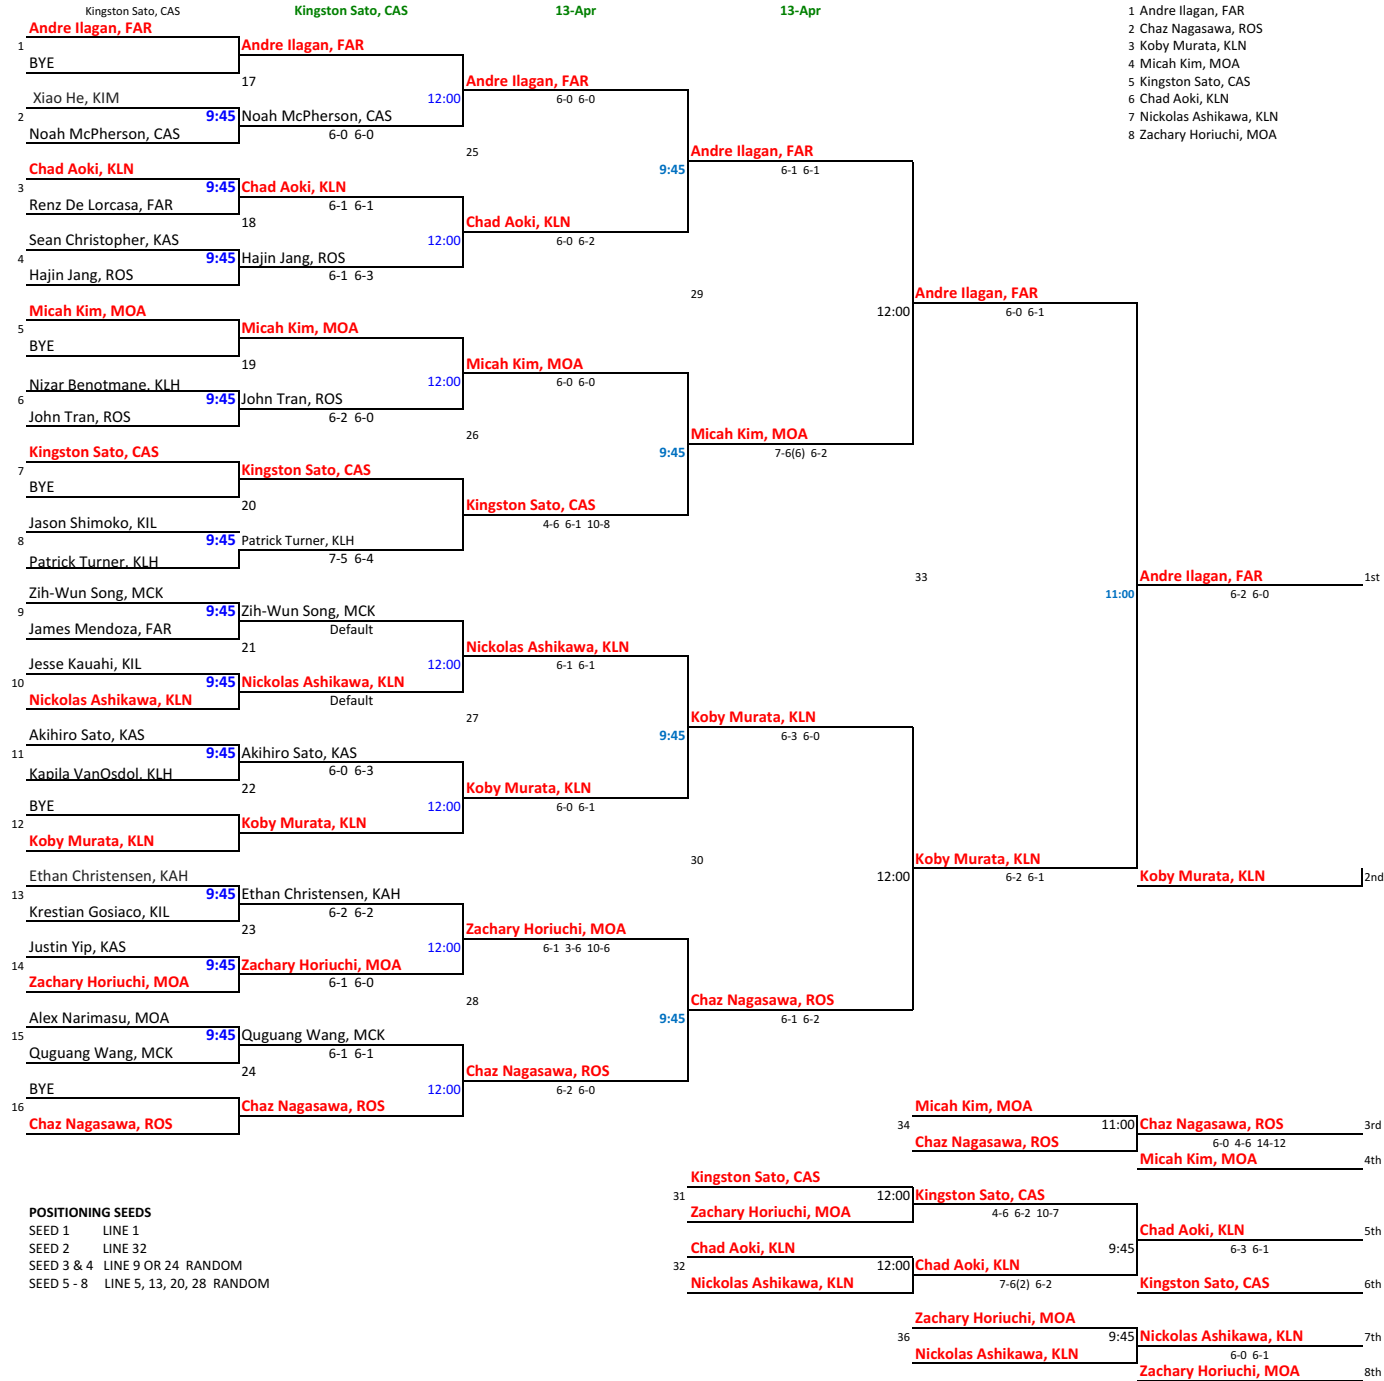 Kingston Sato, CAS
Kingston Sato, CAS
13-Apr
13-Apr
1 Andre Ilagan, FAR
2 Chaz Nagasawa, ROS
3 Koby Murata, KLN
4 Micah Kim, MOA
5 Kingston Sato, CAS
6 Chad Aoki, KLN
7 Nickolas Ashikawa, KLN
8 Zachary Horiuchi, MOA
Andre Ilagan, FAR
1
BYE
Xiao He, KIM
2
9:45
Noah McPherson, CAS
Chad Aoki, KLN
3
9:45
Renz De Lorcasa, FAR
Sean Christopher, KAS
4
9:45
Hajin Jang, ROS
Micah Kim, MOA
5
BYE
Nizar Benotmane, KLH
6
9:45
John Tran, ROS
Kingston Sato, CAS
7
BYE
Jason Shimoko, KIL
8
9:45
Patrick Turner, KLH
Zih-Wun Song, MCK
9
9:45
James Mendoza, FAR
Jesse Kauahi, KIL
10
9:45
Nickolas Ashikawa, KLN
Akihiro Sato, KAS
11
9:45
Kapila VanOsdol, KLH
BYE
12
Koby Murata, KLN
Ethan Christensen, KAH
13
9:45
Krestian Gosiaco, KIL
Justin Yip, KAS
14
9:45
Zachary Horiuchi, MOA
Alex Narimasu, MOA
15
9:45
Quguang Wang, MCK
BYE
16
Chaz Nagasawa, ROS
Andre Ilagan, FAR
17
12:00
Noah McPherson, CAS
6-0 6-0
Chad Aoki, KLN
6-1 6-1
18
12:00
Hajin Jang, ROS
6-1 6-3
Micah Kim, MOA
19
12:00
John Tran, ROS
6-2 6-0
Kingston Sato, CAS
20
Patrick Turner, KLH
7-5 6-4
Zih-Wun Song, MCK
Default
21
12:00
Nickolas Ashikawa, KLN
Default
Akihiro Sato, KAS
6-0 6-3
22
12:00
Koby Murata, KLN
Ethan Christensen, KAH
6-2 6-2
23
12:00
Zachary Horiuchi, MOA
6-1 6-0
Quguang Wang, MCK
6-1 6-1
24
12:00
Chaz Nagasawa, ROS
Andre Ilagan, FAR
6-0 6-0
25
9:45
Chad Aoki, KLN
6-0 6-2
Micah Kim, MOA
6-0 6-0
26
9:45
Kingston Sato, CAS
4-6 6-1 10-8
Nickolas Ashikawa, KLN
6-1 6-1
27
9:45
Koby Murata, KLN
6-0 6-1
Zachary Horiuchi, MOA
6-1 3-6 10-6
28
9:45
Chaz Nagasawa, ROS
6-2 6-0
Andre Ilagan, FAR
6-1 6-1
29
12:00
Micah Kim, MOA
7-6(6) 6-2
Koby Murata, KLN
6-3 6-0
30
12:00
Chaz Nagasawa, ROS
6-1 6-2
Andre Ilagan, FAR
6-0 6-1
33
11:00
Koby Murata, KLN
6-2 6-1
Andre Ilagan, FAR
1st
6-2 6-0
Koby Murata, KLN
2nd
Micah Kim, MOA
34
11:00
Chaz Nagasawa, ROS
Chaz Nagasawa, ROS
3rd
6-0 4-6 14-12
Micah Kim, MOA
4th
Kingston Sato, CAS
31
12:00
Zachary Horiuchi, MOA
Kingston Sato, CAS
4-6 6-2 10-7
Chad Aoki, KLN
32
12:00
Nickolas Ashikawa, KLN
9:45
Chad Aoki, KLN
7-6(2) 6-2
Chad Aoki, KLN
5th
6-3 6-1
Kingston Sato, CAS
6th
Zachary Horiuchi, MOA
36
9:45
Nickolas Ashikawa, KLN
Nickolas Ashikawa, KLN
7th
6-0 6-1
Zachary Horiuchi, MOA
8th
POSITIONING SEEDS
SEED 1 LINE 1
SEED 2 LINE 32
SEED 3 & 4 LINE 9 OR 24 RANDOM
SEED 5 - 8 LINE 5, 13, 20, 28 RANDOM